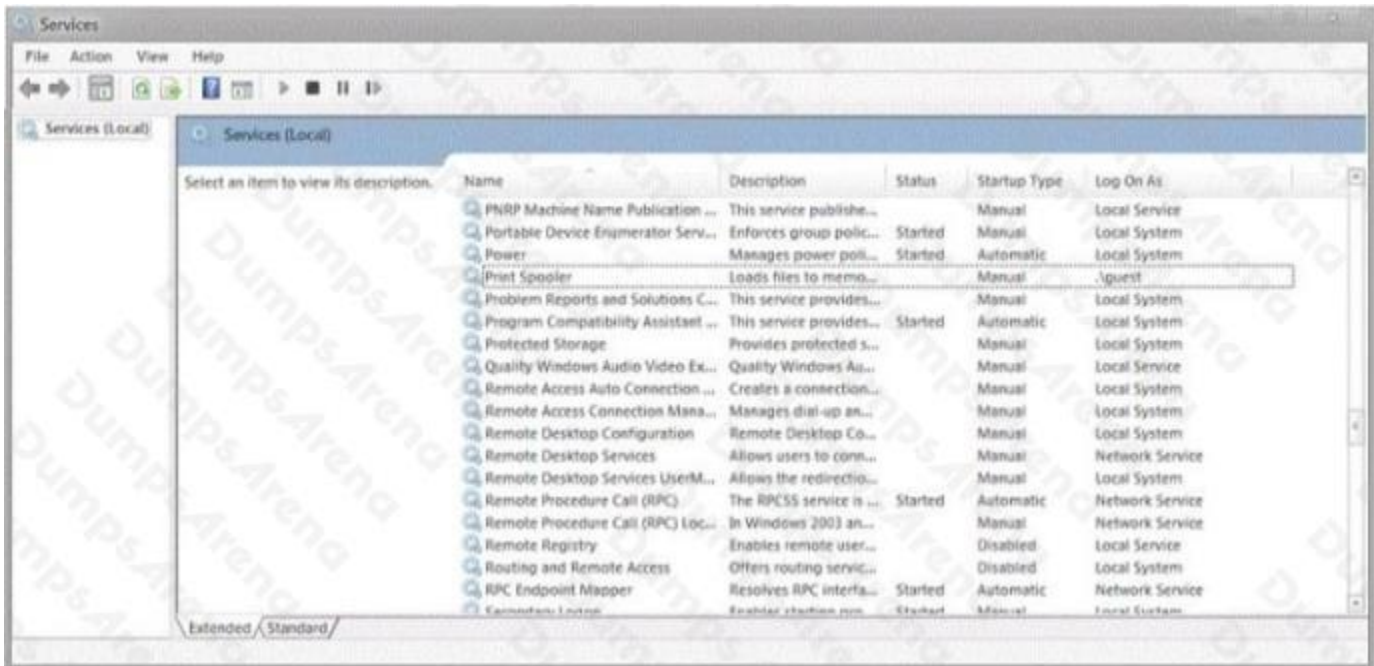 Services
File Action View Help
Services (Local)
Services (Local)
Select an item to view its description.
Name Description Status Startup Type Log On As
PNRP Machine Name Publication ... This service publishe... Manual Local Service
Portable Device Enumerator Serv... Enforces group polic... Started Manual Local System
Power Manages power poli... Started Automatic Local System
Print Spooler Loads files to memo... Manual .\guest
Problem Reports and Solutions C... This service provides... Manual Local System
Program Compatibility Assistant ... This service provides... Started Automatic Local System
Protected Storage Provides protected s... Manual Local System
Quality Windows Audio Video Ex... Quality Windows Au... Manual Local Service
Remote Access Auto Connection ... Creates a connection... Manual Local System
Remote Access Connection Mana... Manages dial-up an... Manual Local System
Remote Desktop Configuration Remote Desktop Co... Manual Local System
Remote Desktop Services Allows users to conn... Manual Network Service
Remote Desktop Services UserM... Allows the redirectio... Manual Local System
Remote Procedure Call (RPC) The RPCSS service is ... Started Automatic Network Service
Remote Procedure Call (RPC) Loc... In Windows 2003 an... Manual Network Service
Remote Registry Enables remote user... Disabled Local Service
Routing and Remote Access Offers routing servic... Disabled Local System
RPC Endpoint Mapper Resolves RPC interfa... Started Automatic Network Service
Secondary Logon Enables starting pro... Started Manual Local System
Extended Standard
DumpsArena